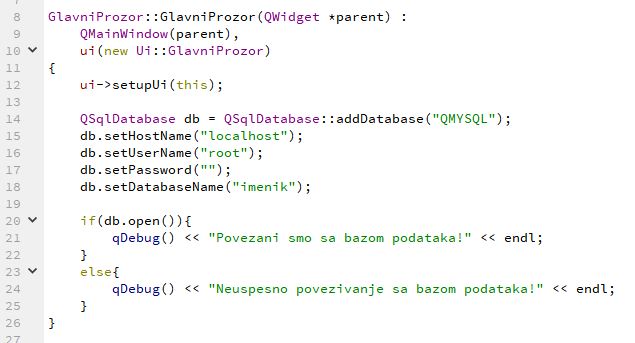 8 GlavniProzor::GlavniProzor(QWidget *parent) :
9 QMainWindow(parent),
10 ui(new Ui::GlavniProzor)
11 {
12 ui->setupUi(this);
13
14 QSqlDatabase db = QSqlDatabase::addDatabase("QMYSQL");
15 db.setHostName("localhost");
16 db.setUserName("root");
17 db.setPassword("");
18 db.setDatabaseName("imenik");
19
20 if(db.open()){
21 qDebug() << "Povezani smo sa bazom podataka!" << endl;
22 }
23 else{
24 qDebug() << "Neuspesno povezivanje sa bazom podataka!" << endl;
25 }
26 }
27